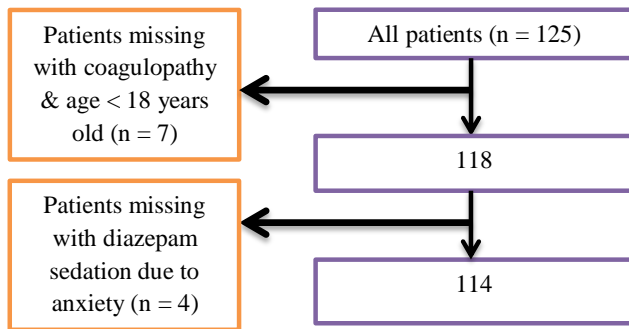 Patients missing
with coagulopathy
& age < 18 years
old (n = 7)
All patients (n = 125)
118
Patients missing
with diazepam
sedation due to
anxiety (n = 4)
114